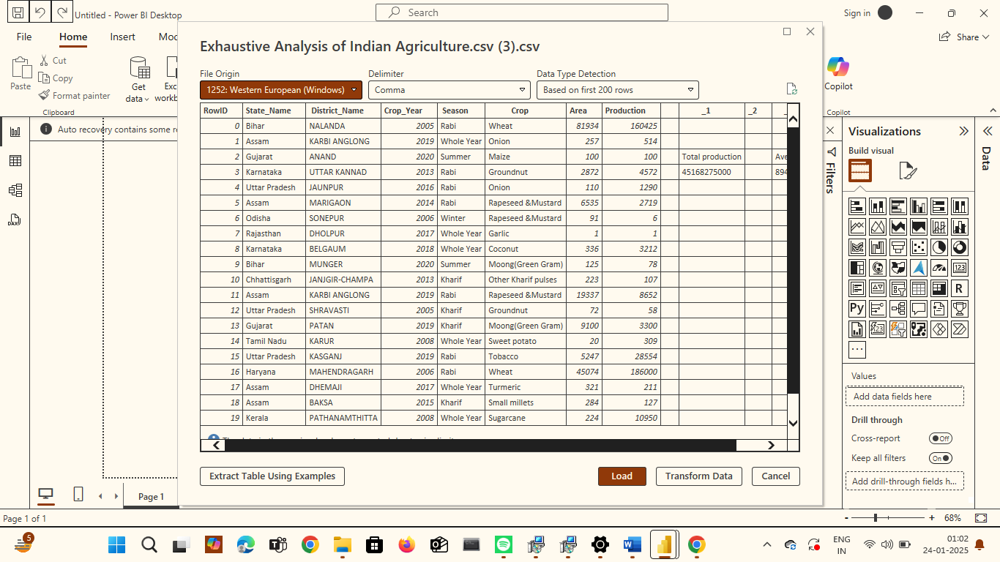 Untitled - Power BI Desktop
Search
Sign in
File Home Insert Mod
Share
Paste
Cut
Copy
Format painter
Clipboard
Get
data
Copilot
Copilot
Auto recovery contains some
Exhaustive Analysis of Indian Agriculture.csv (3).csv
File Origin Delimiter Data Type Detection
1252: Western European (Windows) Comma Based on first 200 rows
RowID State_Name District_Name Crop_Year Season Crop Area Production _1 _2
0 Bihar NALANDA 2005 Rabi Wheat 81934 160425
1 Assam KARBI ANGLONG 2019 Whole Year Onion 257 514
2 Gujarat ANAND 2020 Summer Maize 100 100 Total production Ave
3 Karnataka UTTAR KANNAD 2013 Rabi Groundnut 2872 4572 45168275000 894
4 Uttar Pradesh JAUNPUR 2016 Rabi Onion 110 1290
5 Assam MARIGAON 2014 Rabi Rapeseed &Mustard 6535 2719
6 Odisha SONEPUR 2006 Winter Rapeseed &Mustard 91 6
7 Rajasthan DHOLPUR 2017 Whole Year Garlic 1 1
8 Karnataka BELGAUM 2018 Whole Year Coconut 336 3212
9 Bihar MUNGER 2020 Summer Moong(Green Gram) 125 78
10 Chhattisgarh JANJGIR-CHAMPA 2013 Kharif Other Kharif pulses 223 107
11 Assam KARBI ANGLONG 2019 Rabi Rapeseed &Mustard 19337 8652
12 Uttar Pradesh SHRAVASTI 2005 Kharif Groundnut 72 58
13 Gujarat PATAN 2019 Kharif Moong(Green Gram) 9100 3300
14 Tamil Nadu KARUR 2008 Whole Year Sweet potato 20 309
15 Uttar Pradesh KASGANJ 2019 Rabi Tobacco 5247 28554
16 Haryana MAHENDRAGARH 2006 Rabi Wheat 45074 186000
17 Assam DHEMAJI 2017 Whole Year Turmeric 321 211
18 Assam BAKSA 2015 Kharif Small millets 284 127
19 Kerala PATHANAMTHITTA 2008 Whole Year Sugarcane 224 10950
Extract Table Using Examples Load Transform Data Cancel
Filters
Visualizations
Build visual
Data
R
Py
123
Values
Add data fields here
Drill through
Cross-report Off
Keep all filters On
Add drill-through fields h...
Page 1
Page 1 of 1
- + 68%
5
ENG
IN
01:02
24-01-2025